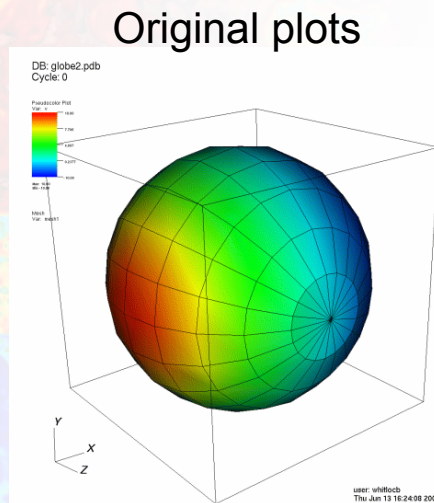 Original plots
DB: globe2.pdb
Cycle: 0
Pseudocolor Plot
Var: v
Mesh
Var: mesh1
Y
X
Z
user: whitlocb
Thu Jun 13 16:24:08 200